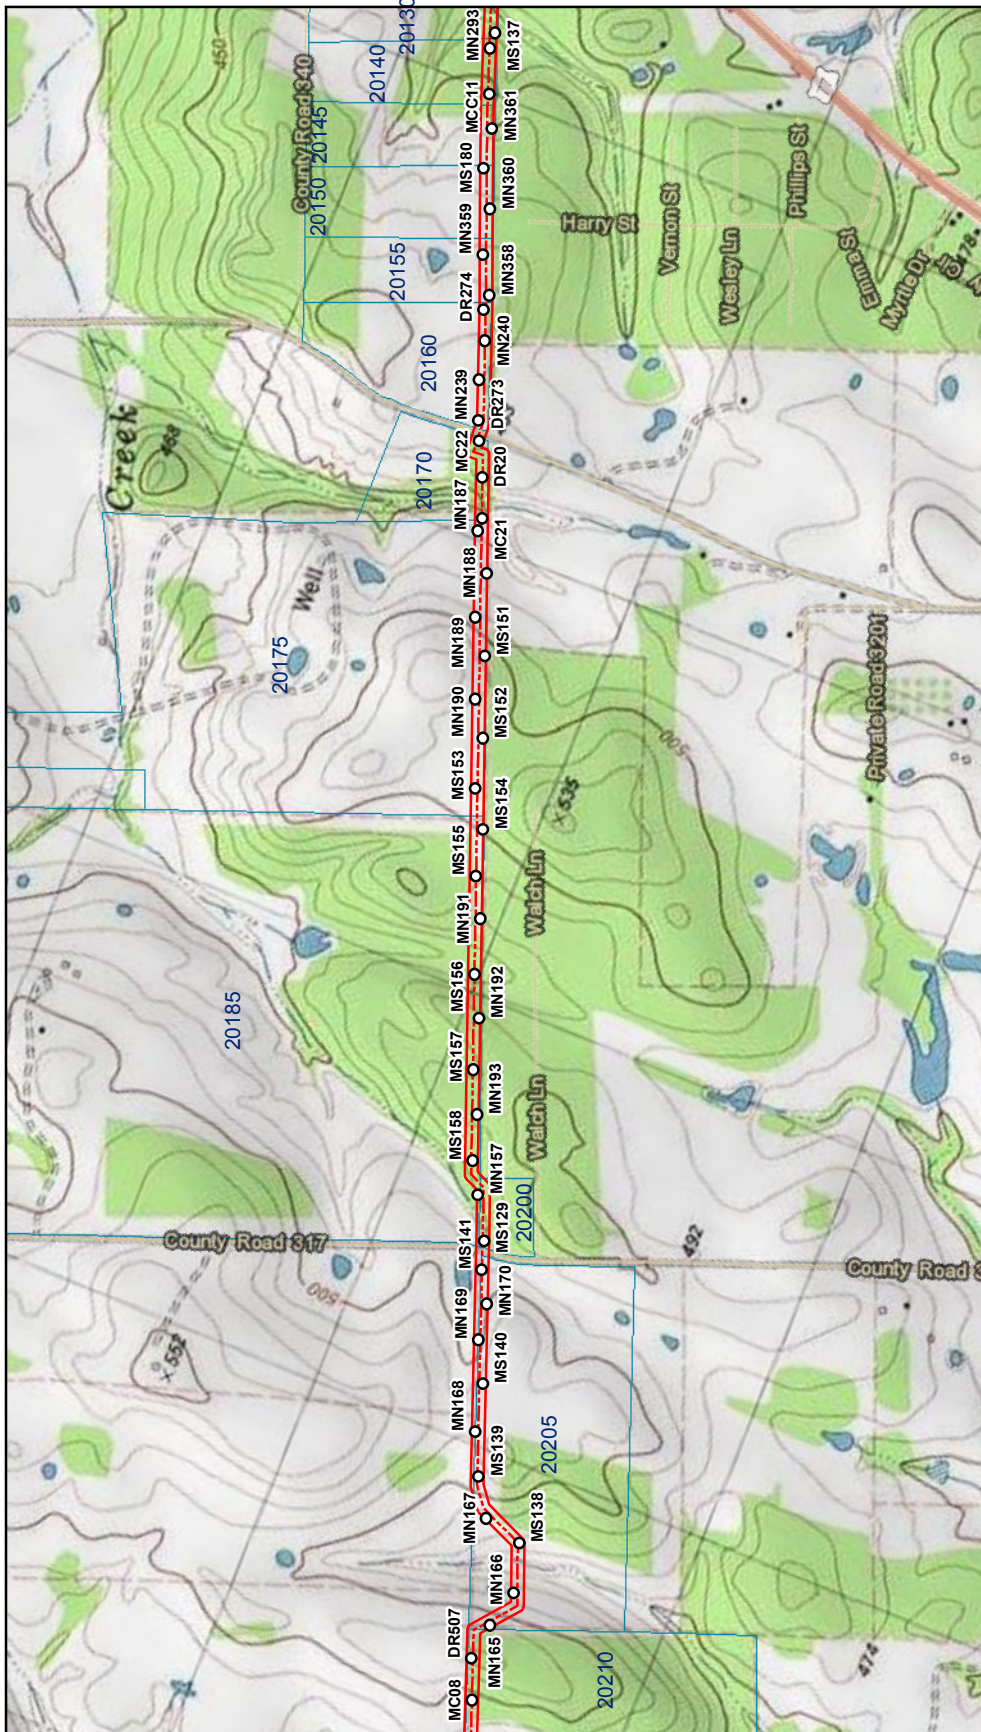 20130
20140
450
County Road 340
20145
20150
20155
20160
20170
20175
20185
20200
20205
20210
MN293
MS137
MCC11
MN361
MS180
MN360
MN359
MN358
DR274
MN240
MN239
DR273
MC22
DR20
MN187
MC21
MN188
MN189
MS151
MN190
MS152
MS153
MS154
MS155
MN191
MS156
MN192
MS157
MN193
MS158
MN157
MS129
MS141
MN170
MN169
MS140
MN168
MS139
MN167
MS138
MN166
MN165
DR507
MC08
Harry St
Vernon St
Wesley Ln
Phillips St
Emma St
Myrtle Dr
478
Creek
468
Well
Private Road 3201
500
X 535
Walch Ln
Walch Ln
County Road 317
500
X 552
492
County Road 3
474